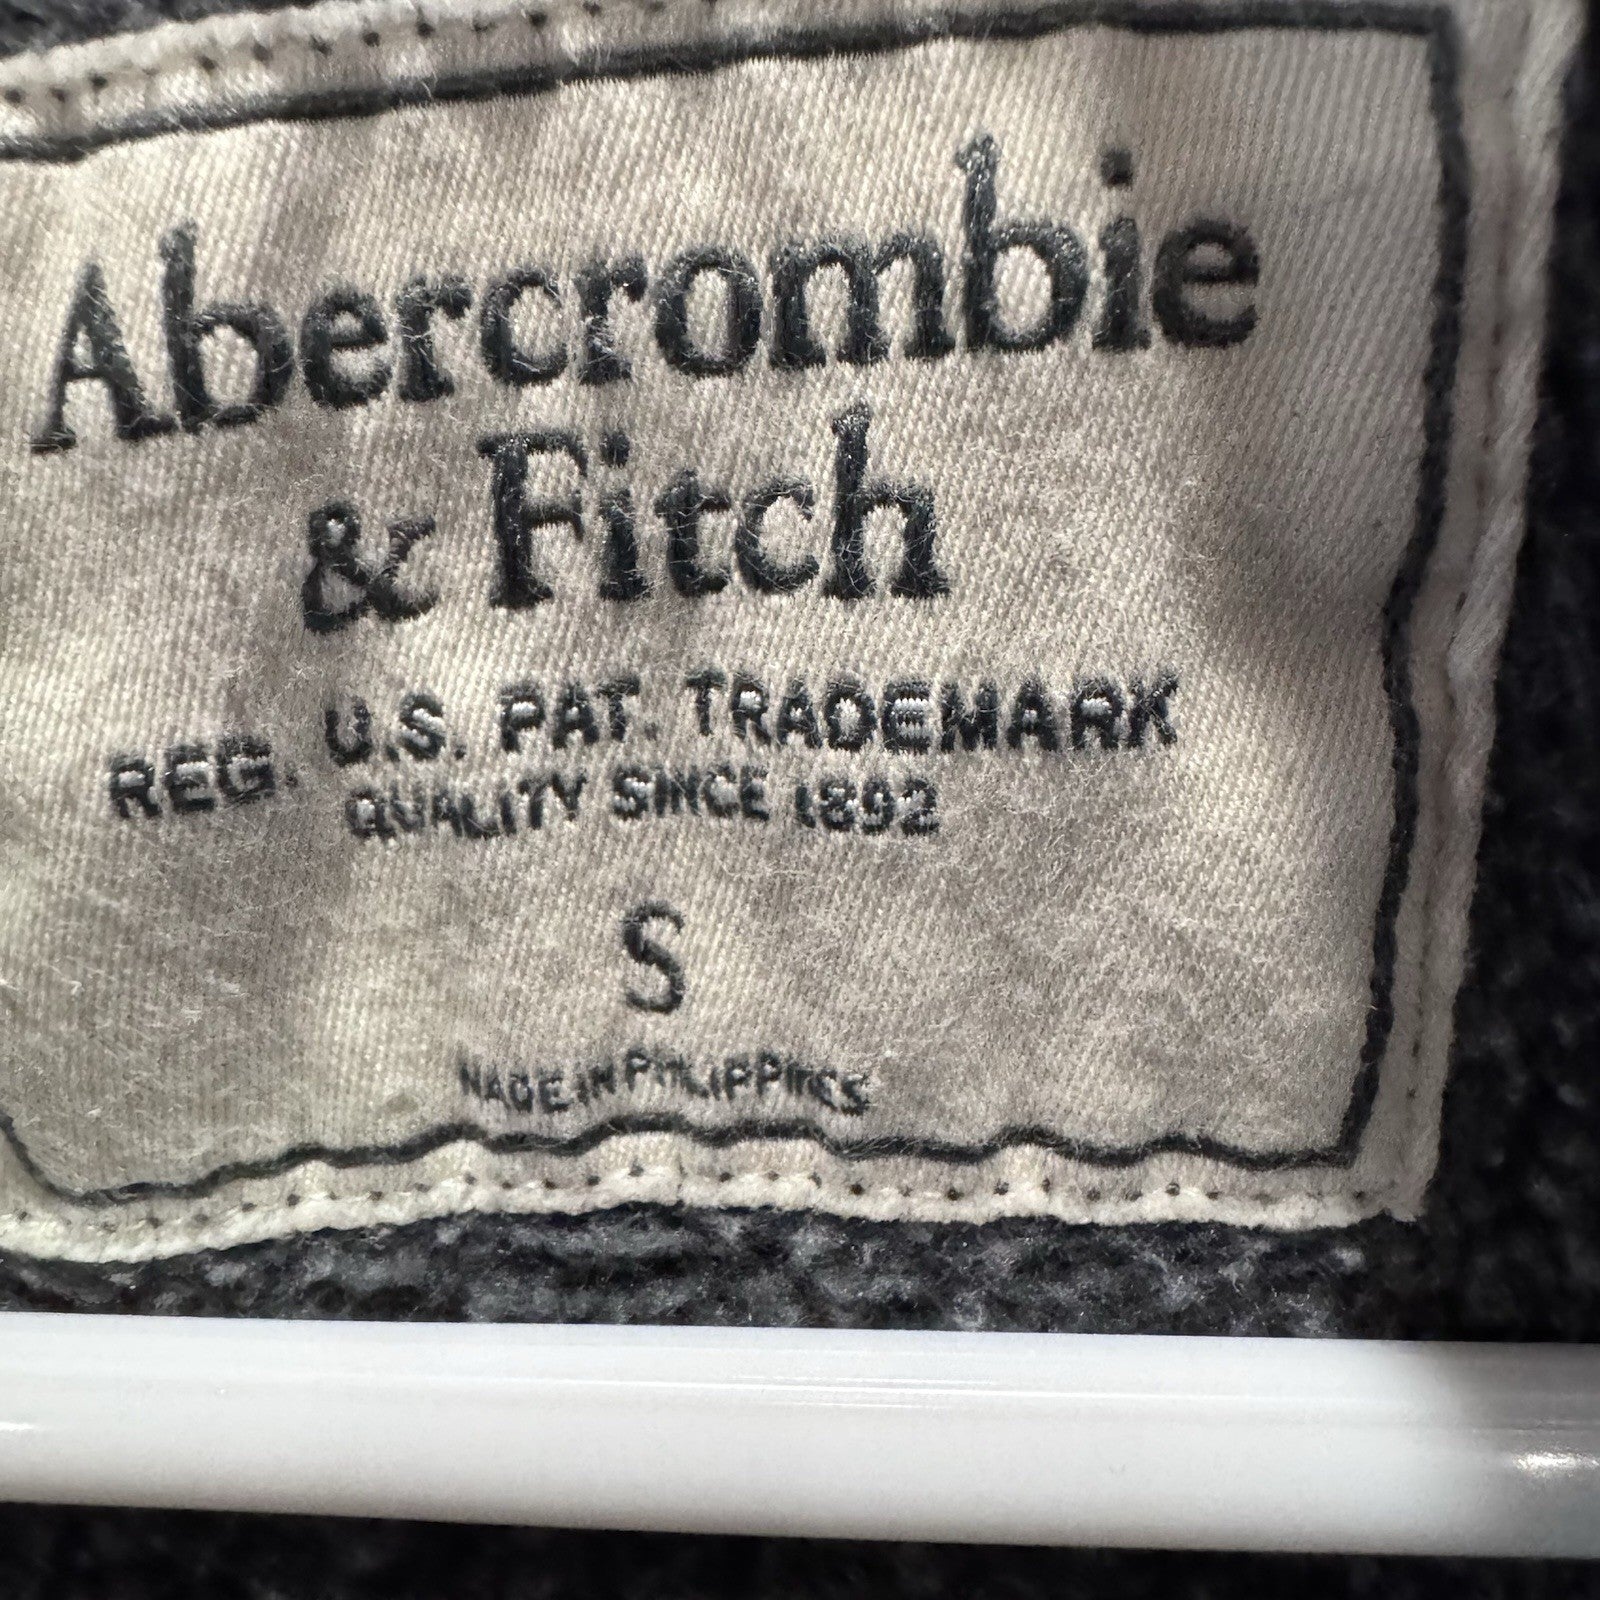 Abercrombie
& Fitch
REG. U.S. PAT. TRADEMARK
QUALITY SINCE 1892
S
MADE IN PHILIPPINES